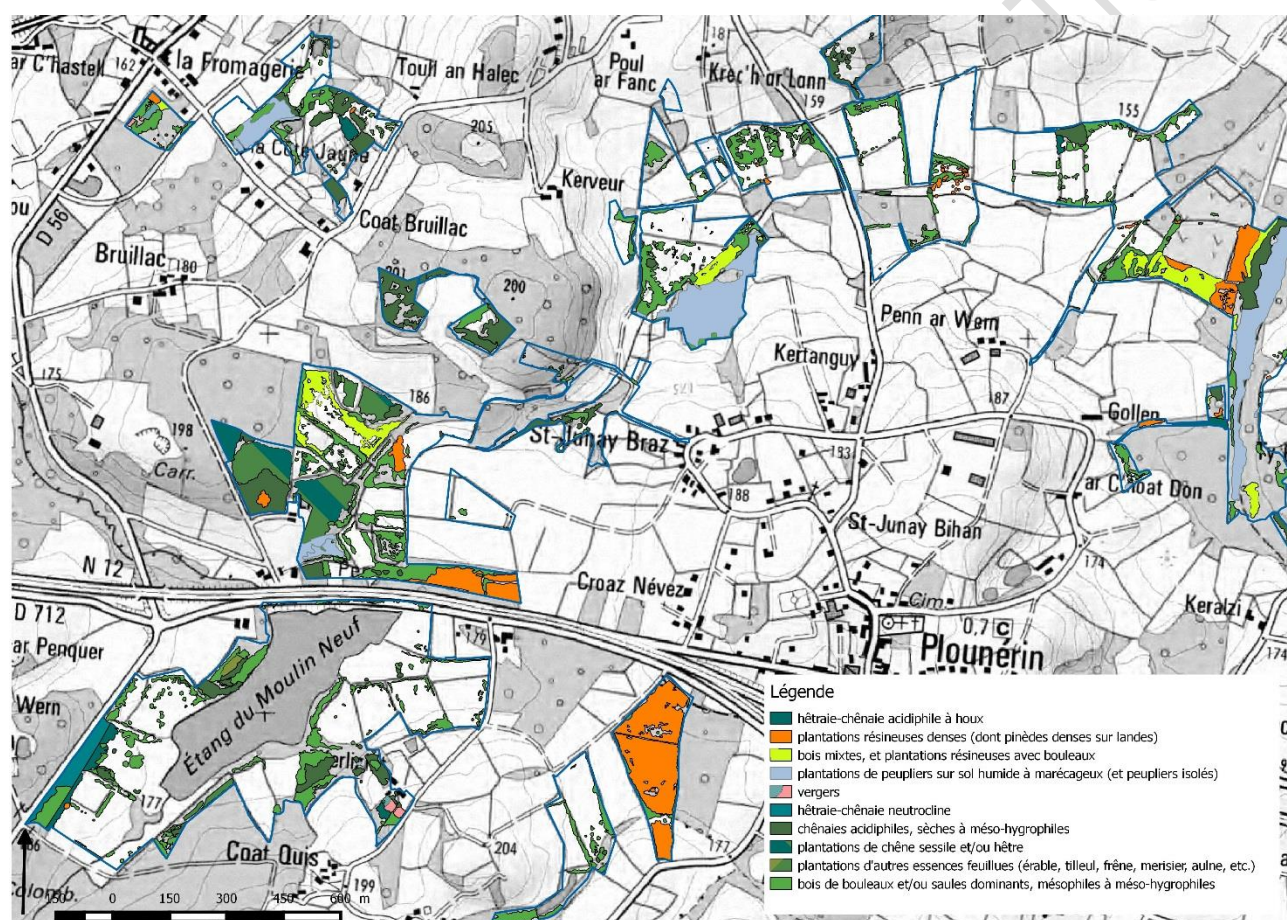 ar C'hastell
162
la Fromagerie
Toull an Halec
Poul
ar Fanc
18
Krec'h ar Lann
159
155
205
la Côte Jaune
Kerveur
D 56
Coat Bruillac
Bruillac
180
201
200
Penn ar Wern
Kertanguy
175
186
187
198
Carr.
St-Junay Braz
183
Gollen
188
ar C'hoat Don
St-Junay Bihan
174
N 12
Croaz Névez
Cim.
Keralzi
D 712
179
0,7 C
174
ar Penquer
Étang du Moulin Neuf
Plounérin
Wern
177
Coat Quis
204
177
199
Colomb.
Légende
hêtraie-chênaie acidiphile à houx
plantations résineuses denses (dont pinèdes denses sur landes)
bois mixtes, et plantations résineuses avec bouleaux
plantations de peupliers sur sol humide à marécageux (et peupliers isolés)
vergers
hêtraie-chênaie neutrocline
chênaies acidiphiles, sèches à méso-hygrophiles
plantations de chêne sessile et/ou hêtre
plantations d'autres essences feuillues (érable, tilleul, frêne, merisier, aulne, etc.)
bois de bouleaux et/ou saules dominants, mésophiles à méso-hygrophiles
150 0 150 300 450 600 m